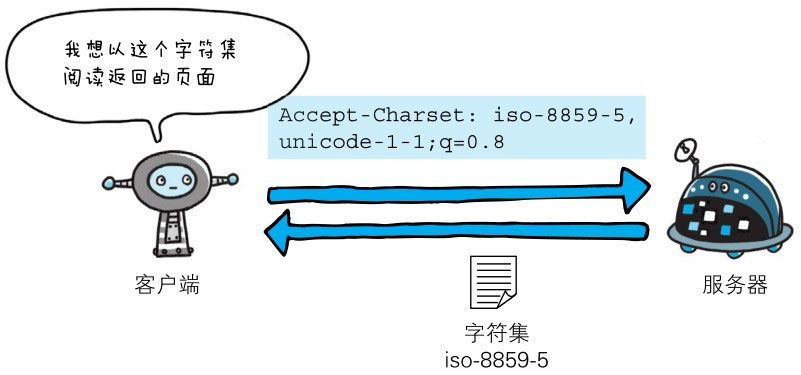 我想以这个字符集
阅读返回的页面
Accept-Charset: iso-8859-5,
unicode-1-1;q=0.8
客户端
服务器
字符集
iso-8859-5